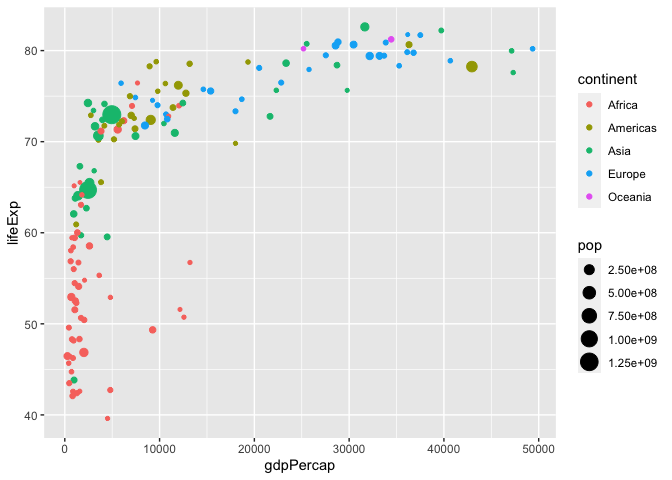 80
70
60
50
40
lifeExp
0
10000
20000
30000
40000
50000
gdpPercap
continent
Africa
Americas
Asia
Europe
Oceania
pop
2.50e+08
5.00e+08
7.50e+08
1.00e+09
1.25e+09